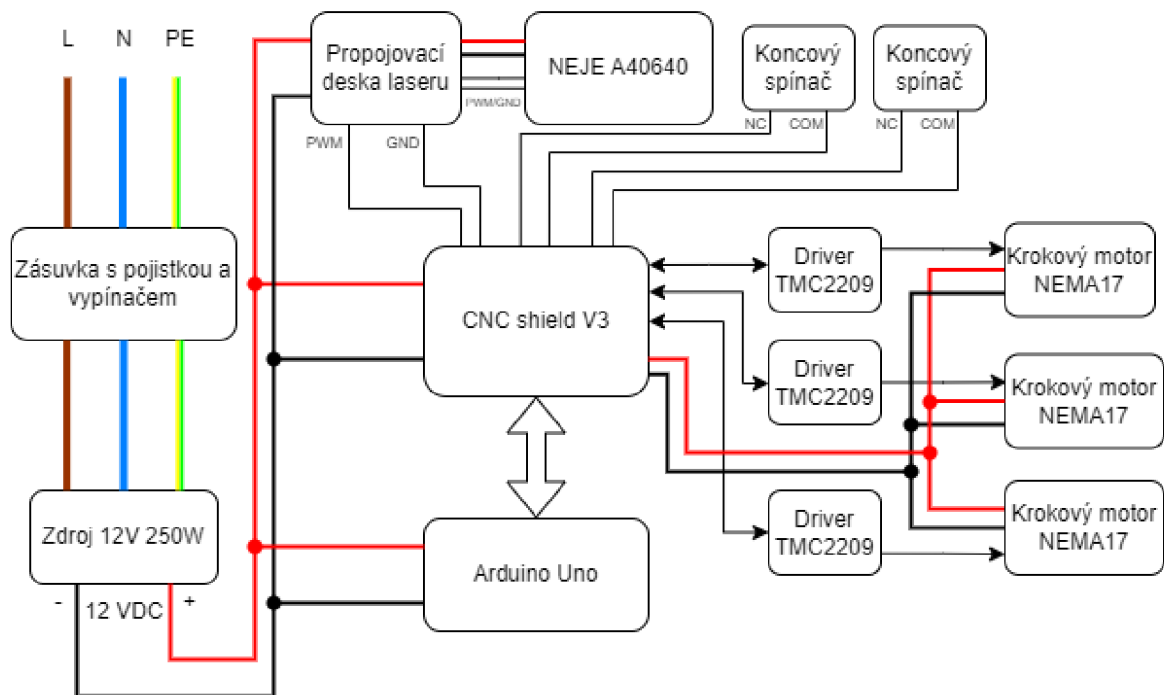 L N PE
Propojovací
deska laseru
NEJE A40640
PWM/GND
Koncový
spínač
Koncový
spínač
NC COM
NC COM
PWM GND
Zásuvka s pojistkou a
vypínačem
CNC shield V3
Driver
TMC2209
Krokový motor
NEMA17
Driver
TMC2209
Krokový motor
NEMA17
Driver
TMC2209
Krokový motor
NEMA17
Zdroj 12V 250W
- 12 VDC +
Arduino Uno